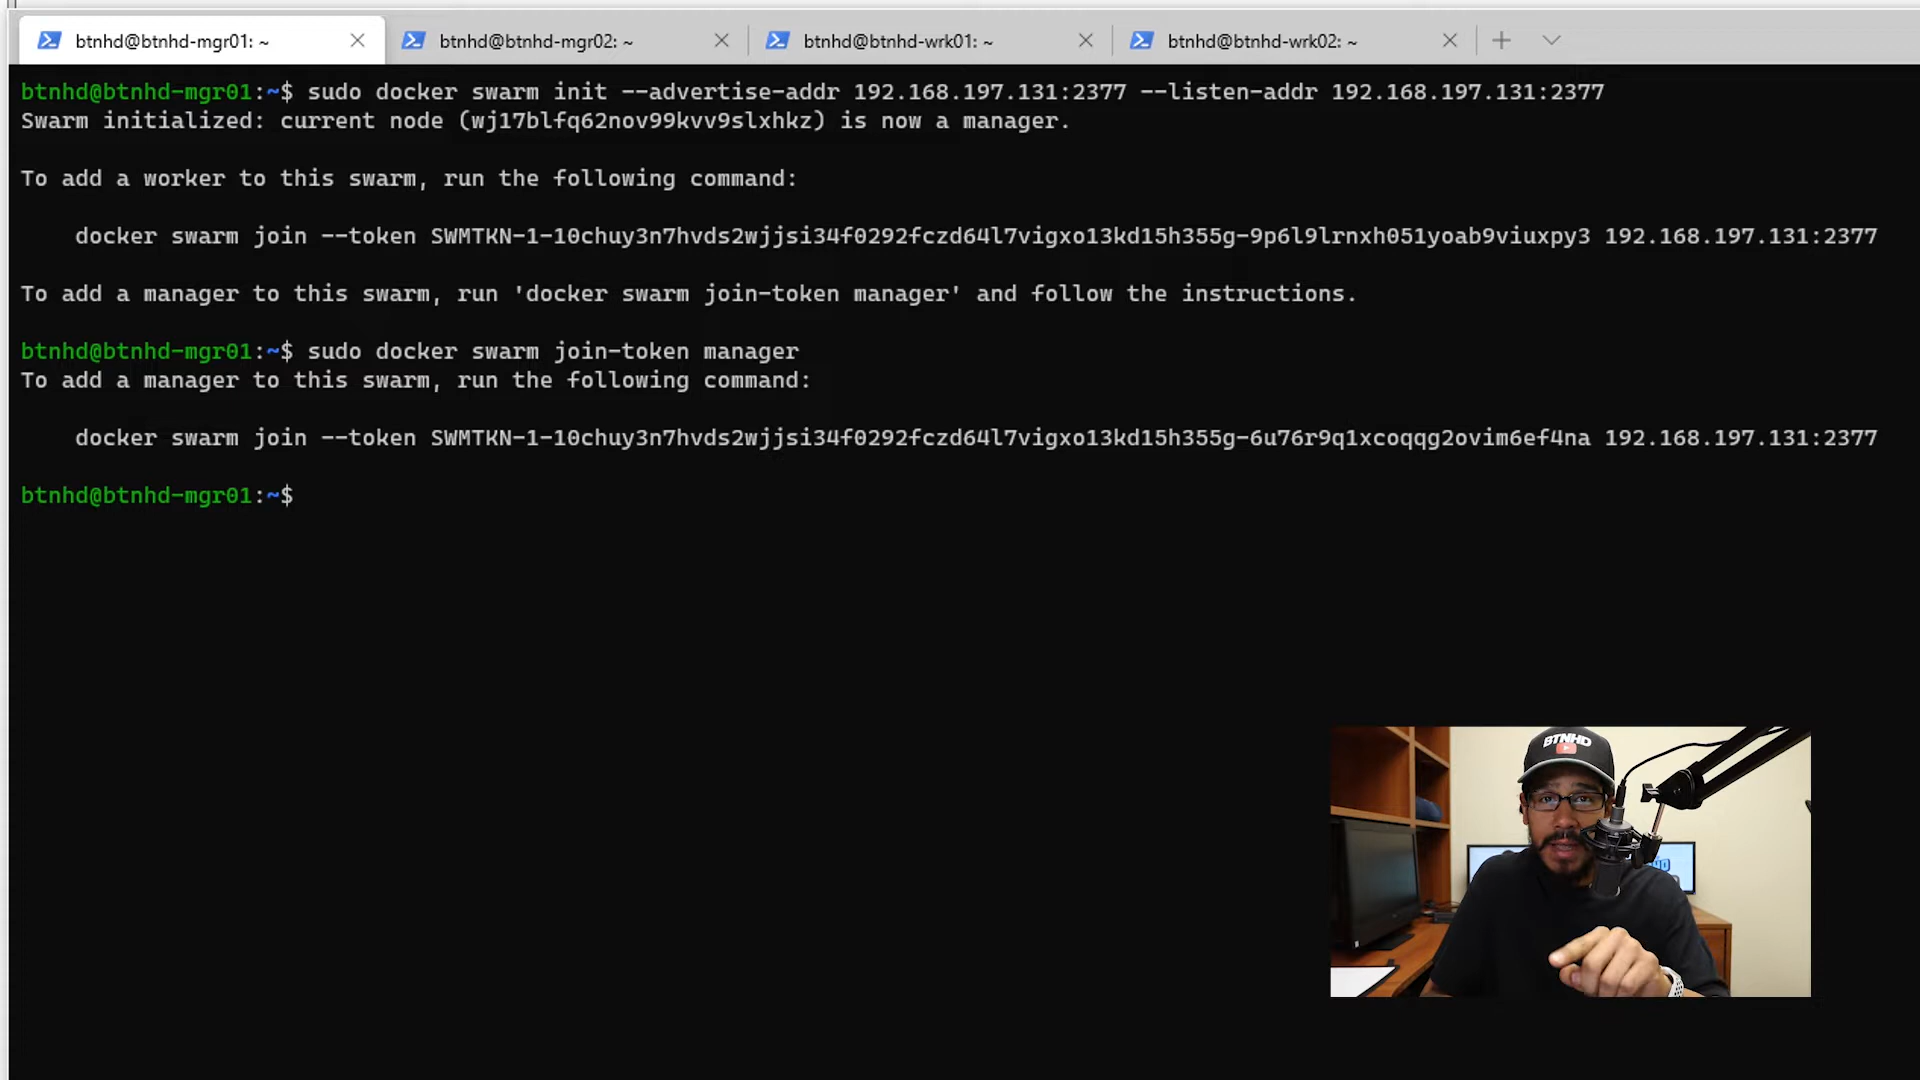 btnhd@btnhd-mgr01: ~
btnhd@btnhd-mgr02: ~
btnhd@btnhd-wrk01: ~
btnhd@btnhd-wrk02: ~
btnhd@btnhd-mgr01:~$ sudo docker swarm init --advertise-addr 192.168.197.131:2377 --listen-addr 192.168.197.131:2377
Swarm initialized: current node (wj17blfq62nov99kvv9slxhkz) is now a manager.
To add a worker to this swarm, run the following command:
docker swarm join --token SWMTKN-1-10chuy3n7hvds2wjjsi34f0292fczd64l7vigxo13kd15h355g-9p6l9lrnxh051yoab9viuxpy3 192.168.197.131:2377
To add a manager to this swarm, run 'docker swarm join-token manager' and follow the instructions.
btnhd@btnhd-mgr01:~$ sudo docker swarm join-token manager
To add a manager to this swarm, run the following command:
docker swarm join --token SWMTKN-1-10chuy3n7hvds2wjjsi34f0292fczd64l7vigxo13kd15h355g-6u76r9q1xcoqqg2ovim6ef4na 192.168.197.131:2377
btnhd@btnhd-mgr01:~$
BTNHD